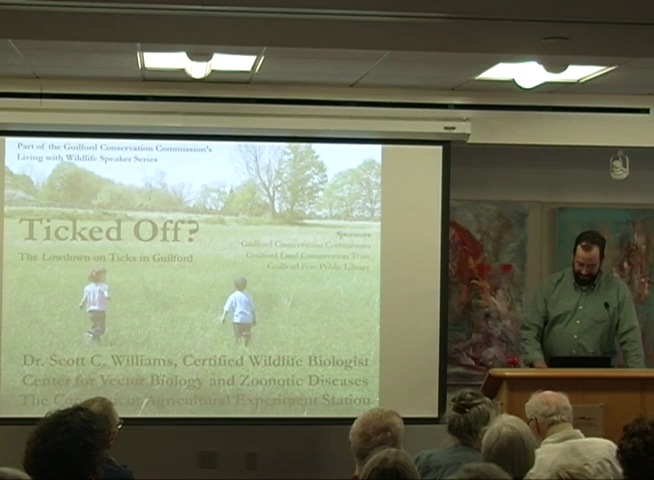 Part of the Guilford Conservation Commission's
Living with Wildlife Speaker Series
Ticked Off?
The Lowdown on Ticks in Guilford
Sponsors
Guilford Conservation Commission
Guilford Land Conservation Trust
Guilford Free Public Library
Dr. Scott C. Williams, Certified Wildlife Biologist
Center for Vector Biology and Zoonotic Diseases
The Connecticut Agricultural Experiment Station